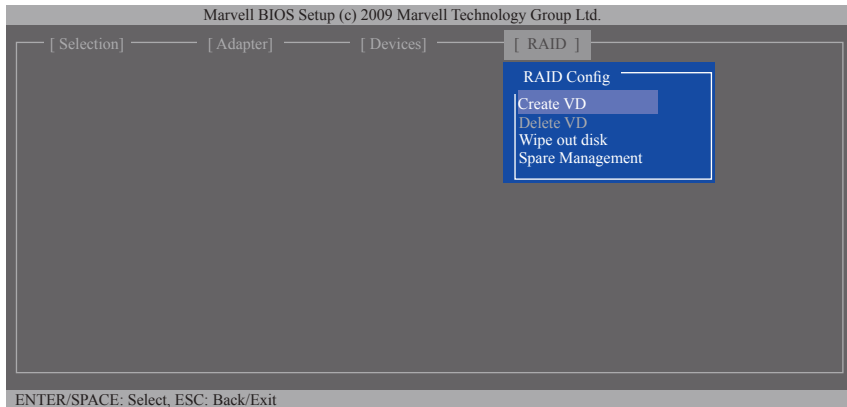 Marvell BIOS Setup (c) 2009 Marvell Technology Group Ltd.
[ Selection] [ Adapter] [ Devices] [ RAID ]
RAID Config
Create VD
Delete VD
Wipe out disk
Spare Management
ENTER/SPACE: Select, ESC: Back/Exit